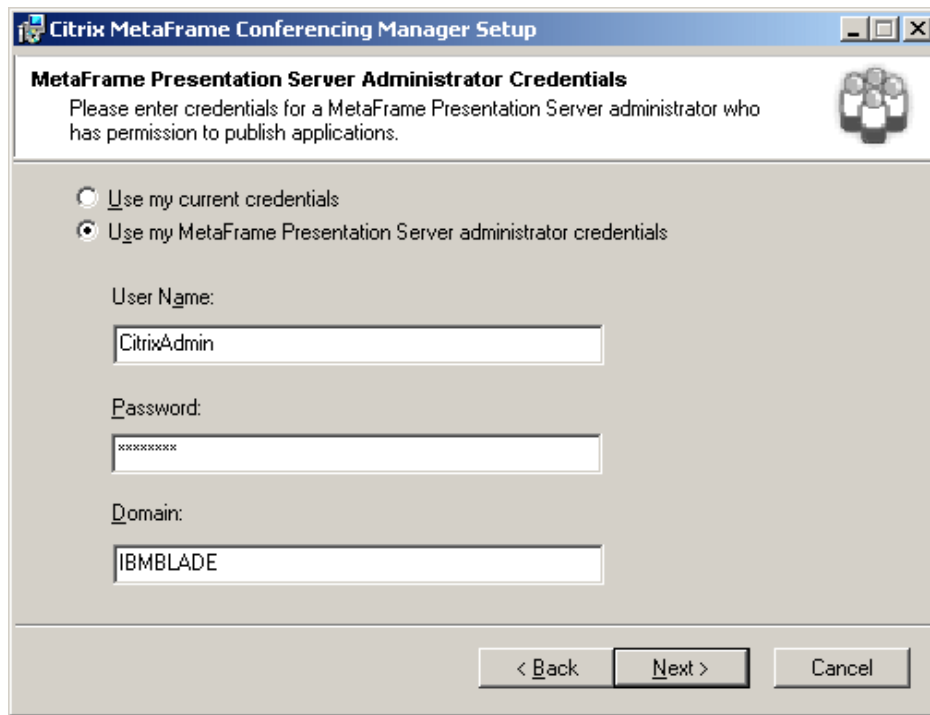 Citrix MetaFrame Conferencing Manager Setup
MetaFrame Presentation Server Administrator Credentials
Please enter credentials for a MetaFrame Presentation Server administrator who
has permission to publish applications.
Use my current credentials
Use my MetaFrame Presentation Server administrator credentials
User Name:
CitrixAdmin
Password:
********
Domain:
IBMBLADE
< Back
Next >
Cancel